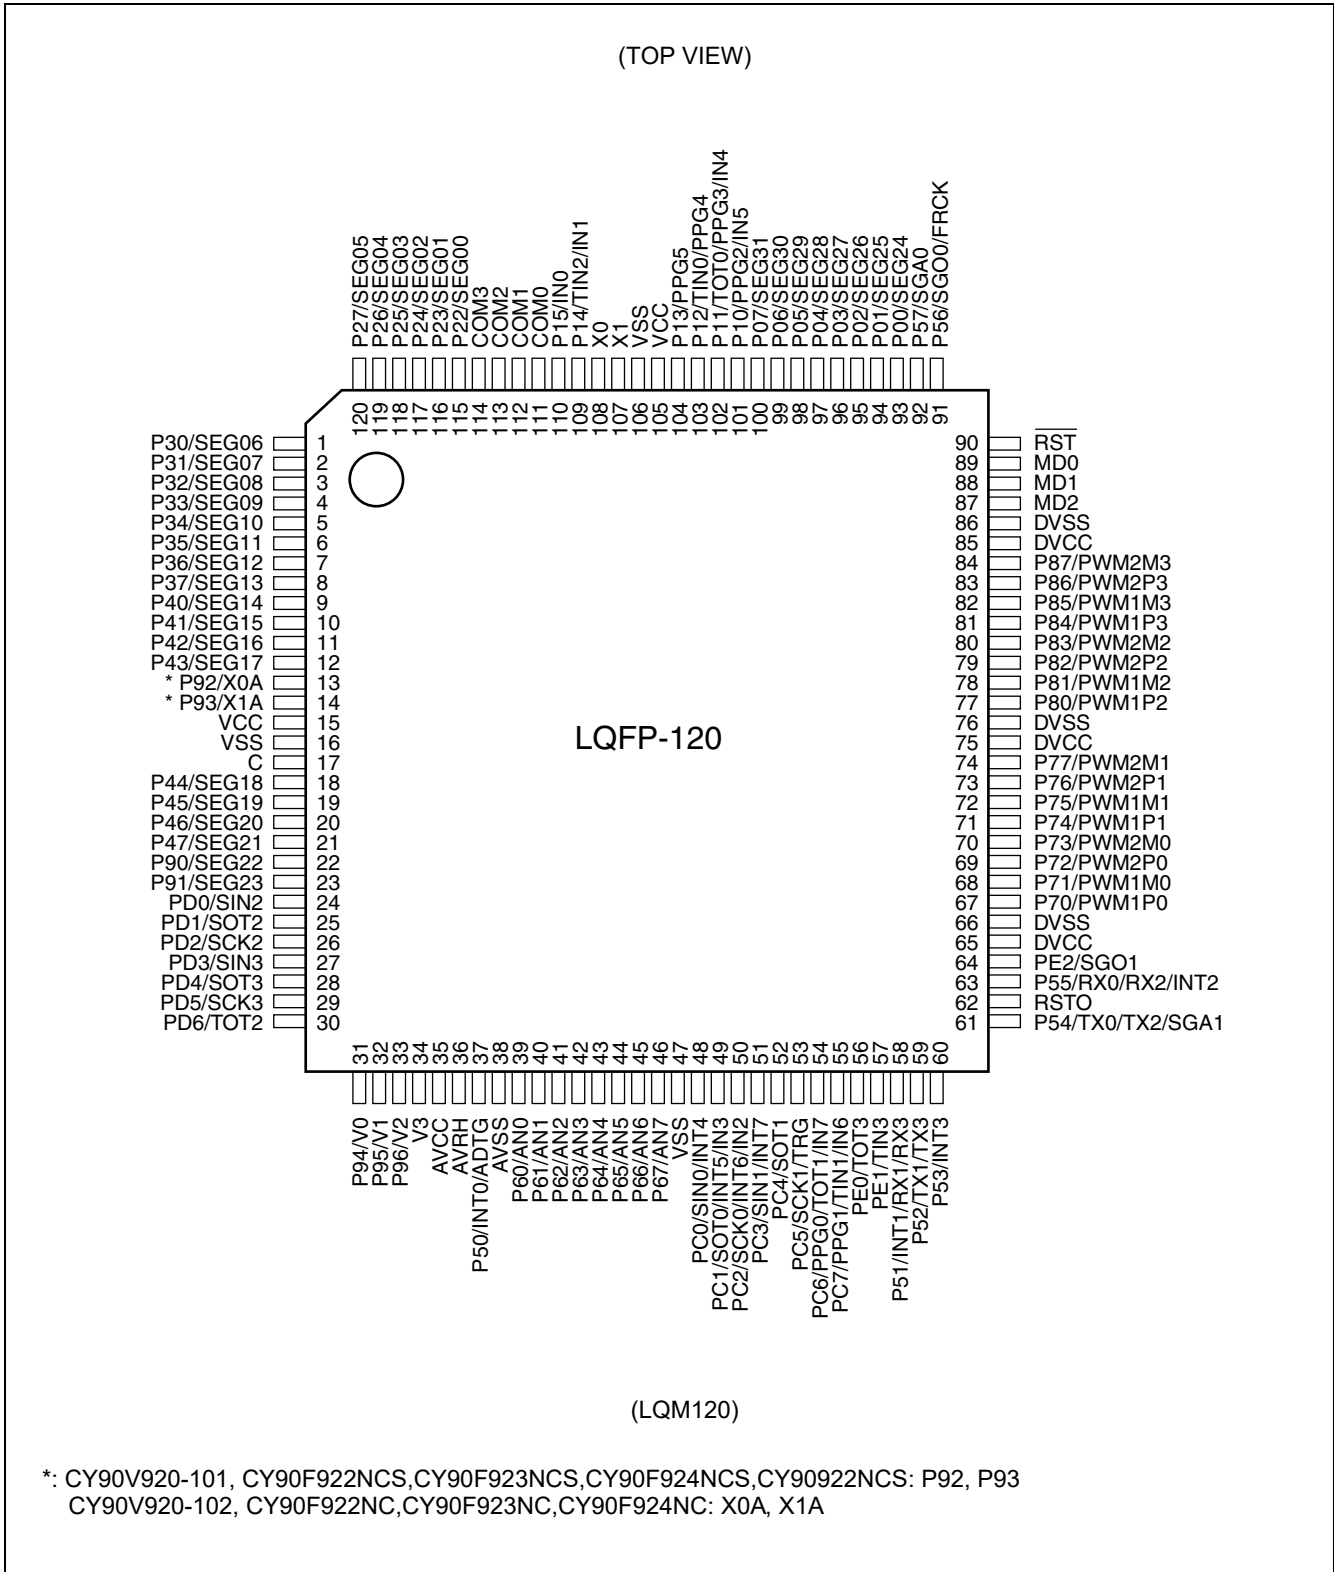 (TOP VIEW)
P27/SEG05
P26/SEG04
P25/SEG03
P24/SEG02
P23/SEG01
P22/SEG00
COM3
COM2
COM1
COM0
P15/IN0
P14/TIN2/IN1
X0
X1
VSS
VCC
P13/PPG5
P12/TIN0/PPG4
P11/TOT0/PPG3/IN4
P10/PPG2/IN5
P07/SEG31
P06/SEG30
P05/SEG29
P04/SEG28
P03/SEG27
P02/SEG26
P01/SEG25
P00/SEG24
P57/SGA0
P56/SGO0/FRCK
120
119
118
117
116
115
114
113
112
111
110
109
108
107
106
105
104
103
102
101
100
99
98
97
96
95
94
93
92
91
P30/SEG06 1
P31/SEG07 2
P32/SEG08 3
P33/SEG09 4
P34/SEG10 5
P35/SEG11 6
P36/SEG12 7
P37/SEG13 8
P40/SEG14 9
P41/SEG15 10
P42/SEG16 11
P43/SEG17 12
* P92/X0A 13
* P93/X1A 14
VCC 15
VSS 16
C 17
P44/SEG18 18
P45/SEG19 19
P46/SEG20 20
P47/SEG21 21
P90/SEG22 22
P91/SEG23 23
PD0/SIN2 24
PD1/SOT2 25
PD2/SCK2 26
PD3/SIN3 27
PD4/SOT3 28
PD5/SCK3 29
PD6/TOT2 30
LQFP-120
90 RST
89 MD0
88 MD1
87 MD2
86 DVSS
85 DVCC
84 P87/PWM2M3
83 P86/PWM2P3
82 P85/PWM1M3
81 P84/PWM1P3
80 P83/PWM2M2
79 P82/PWM2P2
78 P81/PWM1M2
77 P80/PWM1P2
76 DVSS
75 DVCC
74 P77/PWM2M1
73 P76/PWM2P1
72 P75/PWM1M1
71 P74/PWM1P1
70 P73/PWM2M0
69 P72/PWM2P0
68 P71/PWM1M0
67 P70/PWM1P0
66 DVSS
65 DVCC
64 PE2/SGO1
63 P55/RX0/RX2/INT2
62 RSTO
61 P54/TX0/TX2/SGA1
31
32
33
34
35
36
37
38
39
40
41
42
43
44
45
46
47
48
49
50
51
52
53
54
55
56
57
58
59
60
P94/V0
P95/V1
P96/V2
V3
AVCC
AVRH
P50/INT0/ADTG
AVSS
P60/AN0
P61/AN1
P62/AN2
P63/AN3
P64/AN4
P65/AN5
P66/AN6
P67/AN7
VSS
PC0/SIN0/INT4
PC1/SOT0/INT5/IN3
PC2/SCK0/INT6/IN2
PC3/SIN1/INT7
PC4/SOT1
PC5/SCK1/TRG
PC6/PPG0/TOT1/IN7
PC7/PPG1/TIN1/IN6
PE0/TOT3
PE1/TIN3
P51/INT1/RX1/RX3
P52/TX1/TX3
P53/INT3
(LQM120)
*: CY90V920-101, CY90F922NCS,CY90F923NCS,CY90F924NCS,CY90922NCS: P92, P93
CY90V920-102, CY90F922NC,CY90F923NC,CY90F924NC: X0A, X1A